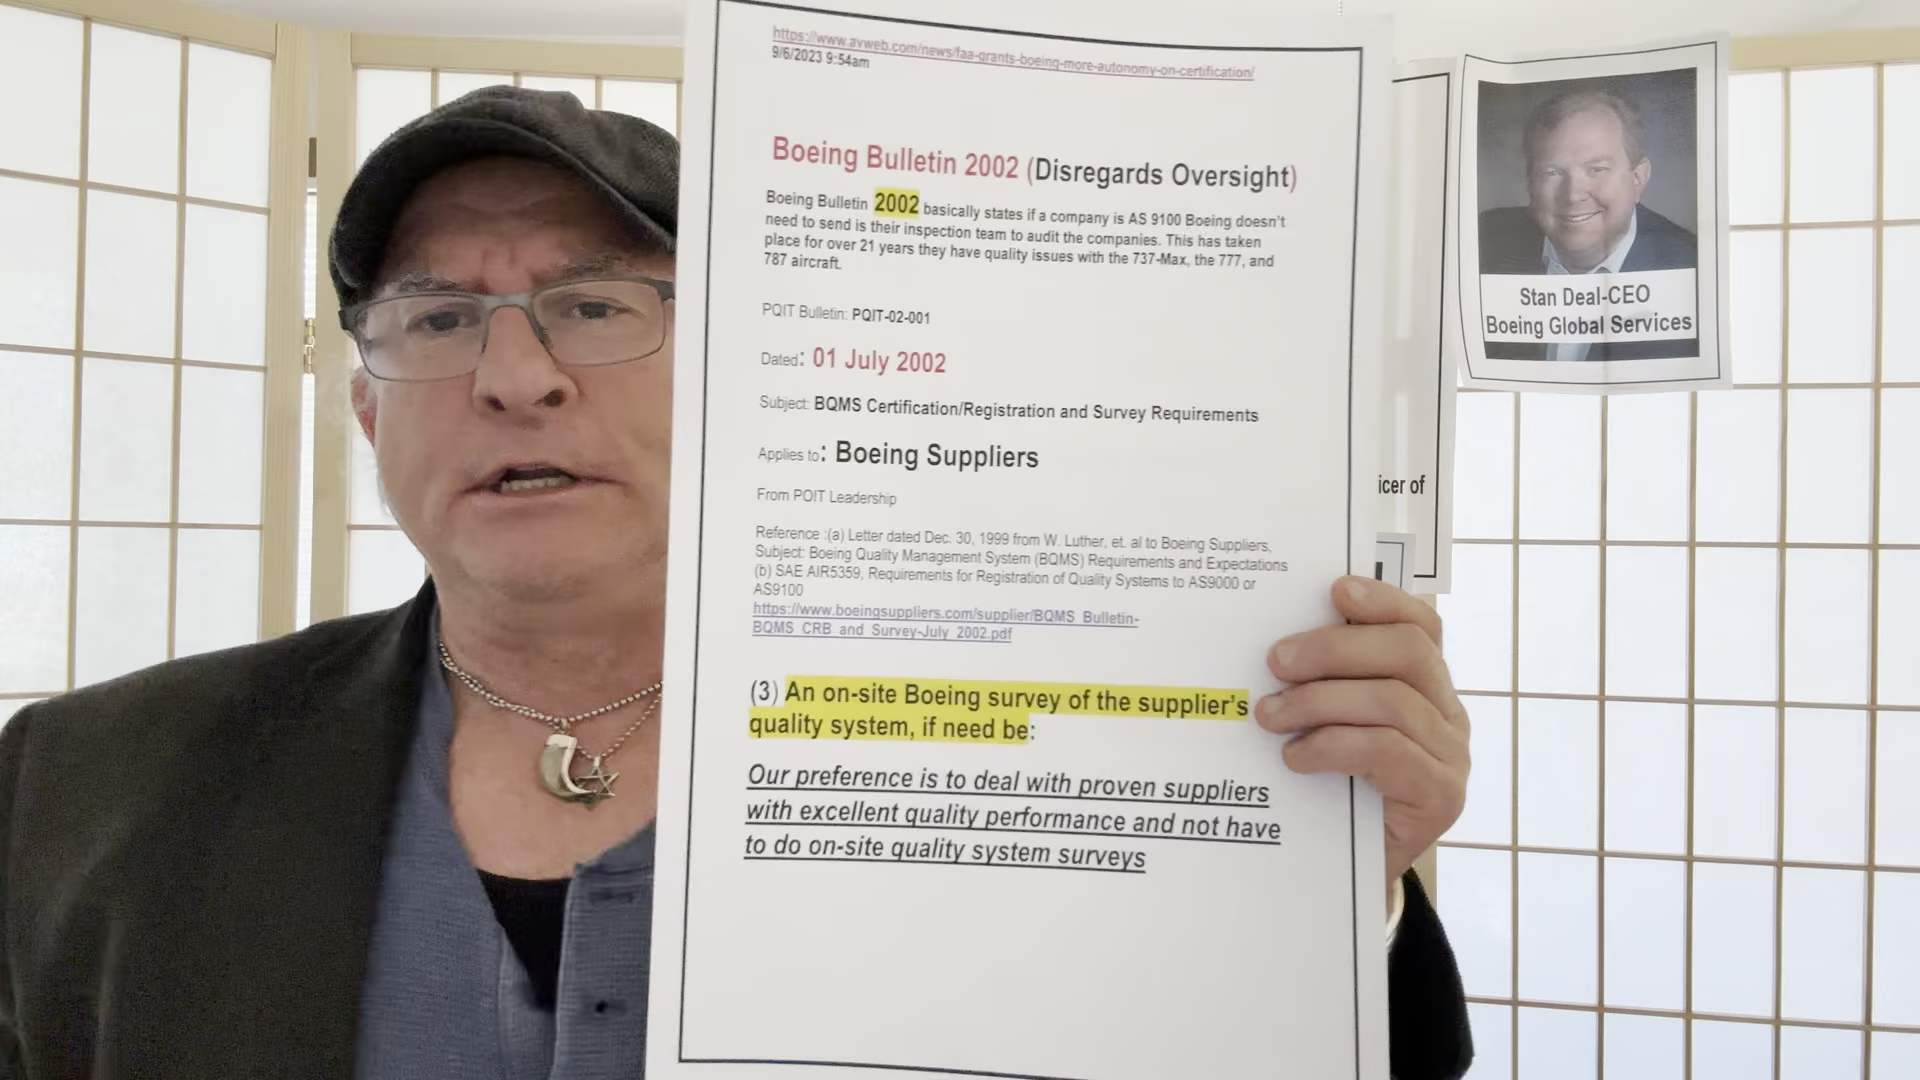 https://www.avweb.com/news/faa-grants-boeing-more-autonomy-on-certification/
9/6/2023 9:54am
Boeing Bulletin 2002 (Disregards Oversight)
Boeing Bulletin 2002 basically states if a company is AS 9100 Boeing doesn't
need to send is their inspection team to audit the companies. This has taken
place for over 21 years they have quality issues with the 737-Max, the 777, and
787 aircraft.
PQIT Bulletin: PQIT-02-001
Dated: 01 July 2002
Subject: BQMS Certification/Registration and Survey Requirements
Applies to: Boeing Suppliers
From POIT Leadership
Reference :(a) Letter dated Dec. 30, 1999 from W. Luther, et. al to Boeing Suppliers,
Subject: Boeing Quality Management System (BQMS) Requirements and Expectations
(b) SAE AIR5359, Requirements for Registration of Quality Systems to AS9000 or
AS9100
https://www.boeingsuppliers.com/supplier/BQMS_Bulletin-
BQMS_CRB_and_Survey-July_2002.pdf
(3) An on-site Boeing survey of the supplier's
quality system, if need be:
Our preference is to deal with proven suppliers
with excellent quality performance and not have
to do on-site quality system surveys
icer of
Stan Deal-CEO
Boeing Global Services